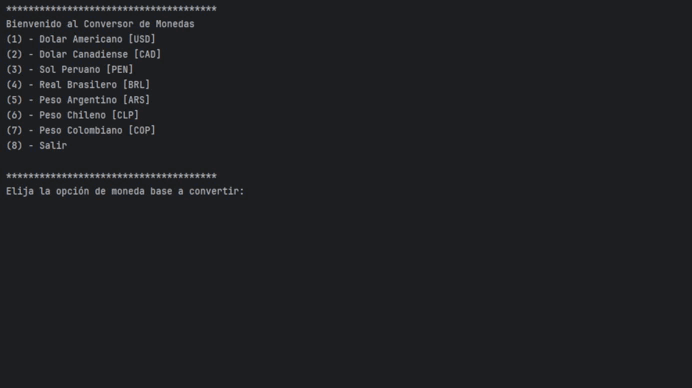 ****************************************
Bienvenido al Conversor de Monedas
(1) - Dolar Americano [USD]
(2) - Dolar Canadiense [CAD]
(3) - Sol Peruano [PEN]
(4) - Real Brasilero [BRL]
(5) - Peso Argentino [ARS]
(6) - Peso Chileno [CLP]
(7) - Peso Colombiano [COP]
(8) - Salir
****************************************
Elija la opción de moneda base a convertir: